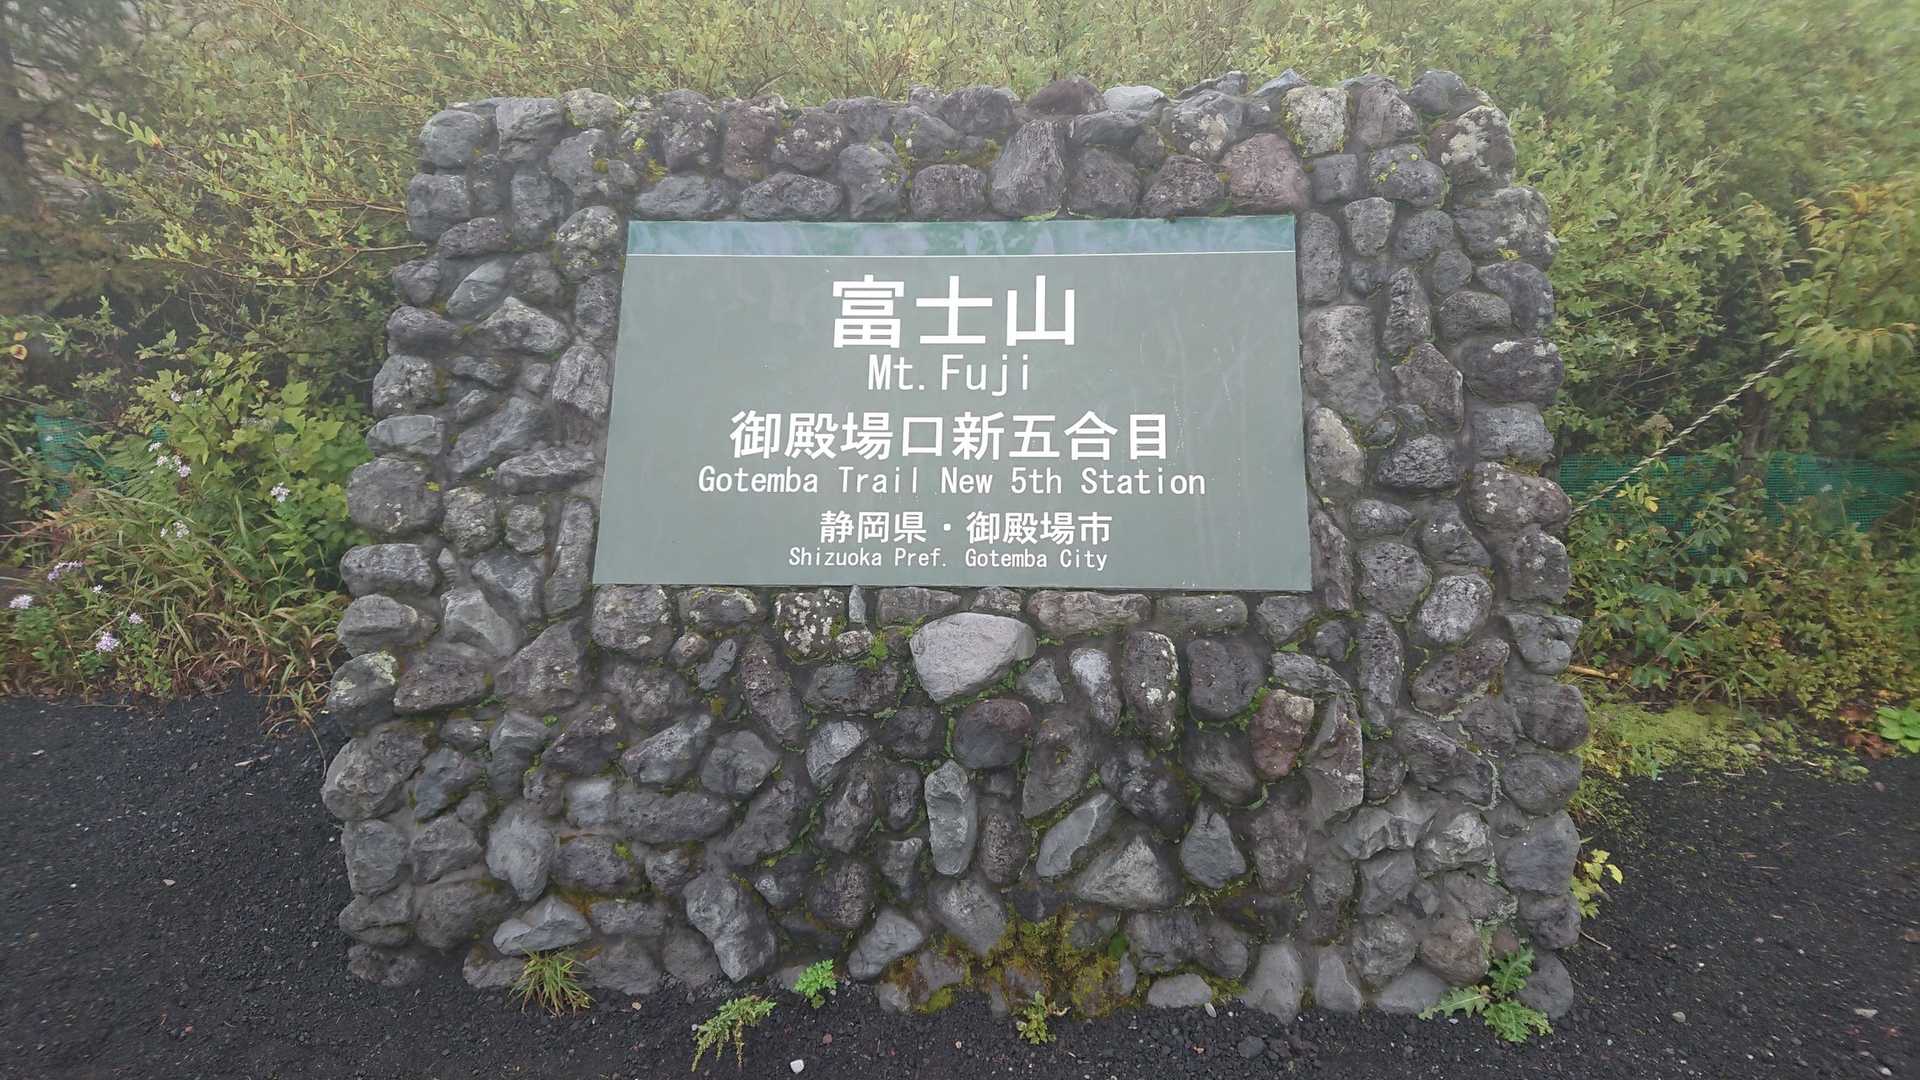 富士山
Mt. Fuji
御殿場口新五合目
Gotemba Trail New 5th Station
静岡県・御殿場市
Shizuoka Pref. Gotemba City